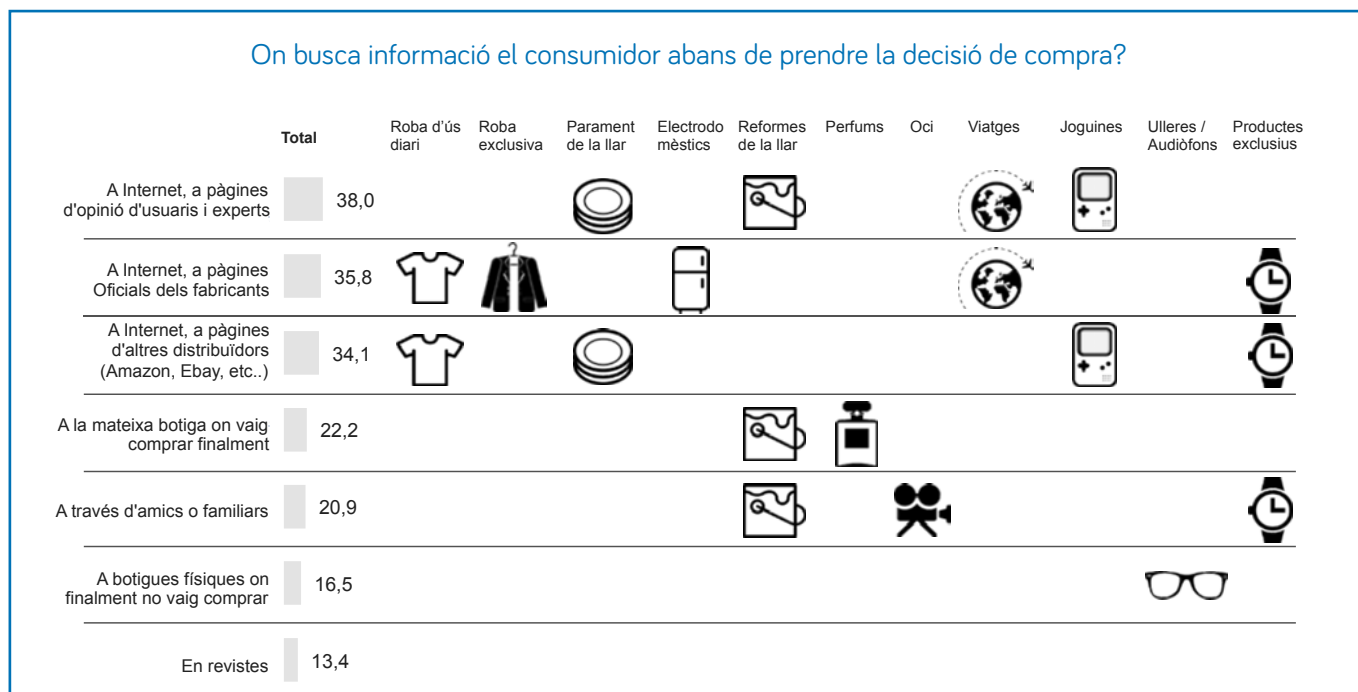 On busca informació el consumidor abans de prendre la decisió de compra?
Total
Roba d'ús
diari
Roba
exclusiva
Parament
de la llar
Electrodo
mèstics
Reformes
de la llar
Perfums
Oci
Viatges
Joguines
Ulleres /
Audiòfons
Productes
exclusius
A Internet, a pàgines
d'opinió d'usuaris i experts
38,0
A Internet, a pàgines
Oficials dels fabricants
35,8
A Internet, a pàgines
d'altres distribuïdors
(Amazon, Ebay, etc..)
34,1
A la mateixa botiga on vaig
comprar finalment
22,2
A través d'amics o familiars
20,9
A botigues físiques on
finalment no vaig comprar
16,5
En revistes
13,4